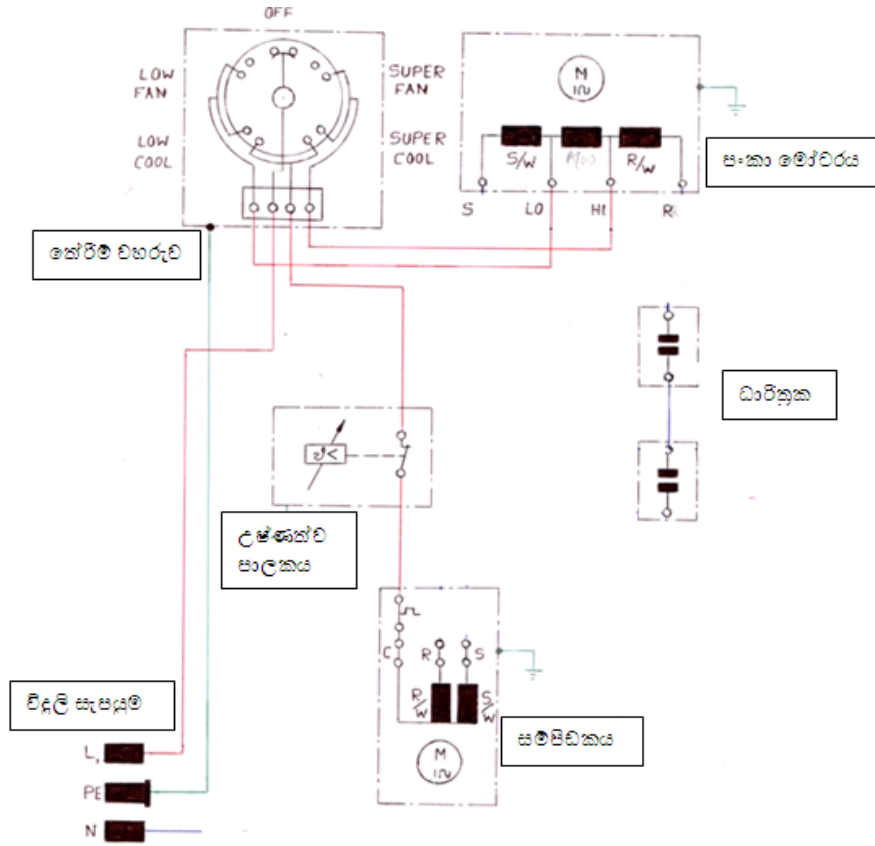 OFF
LOW
FAN
SUPER
FAN
LOW
COOL
SUPER
COOL
M
S/W
M/W
R/W
S
LO
HI
R
පංකා මෝටරය
තේරීම් වහරුව
ධාරිත්‍රක
ϑ<
උෂ්ණත්ව
පාලකය
C
R
S
R/W
S/W
M
සම්පීඩකය
විදුලි සැපයුම
L₁
PE
N